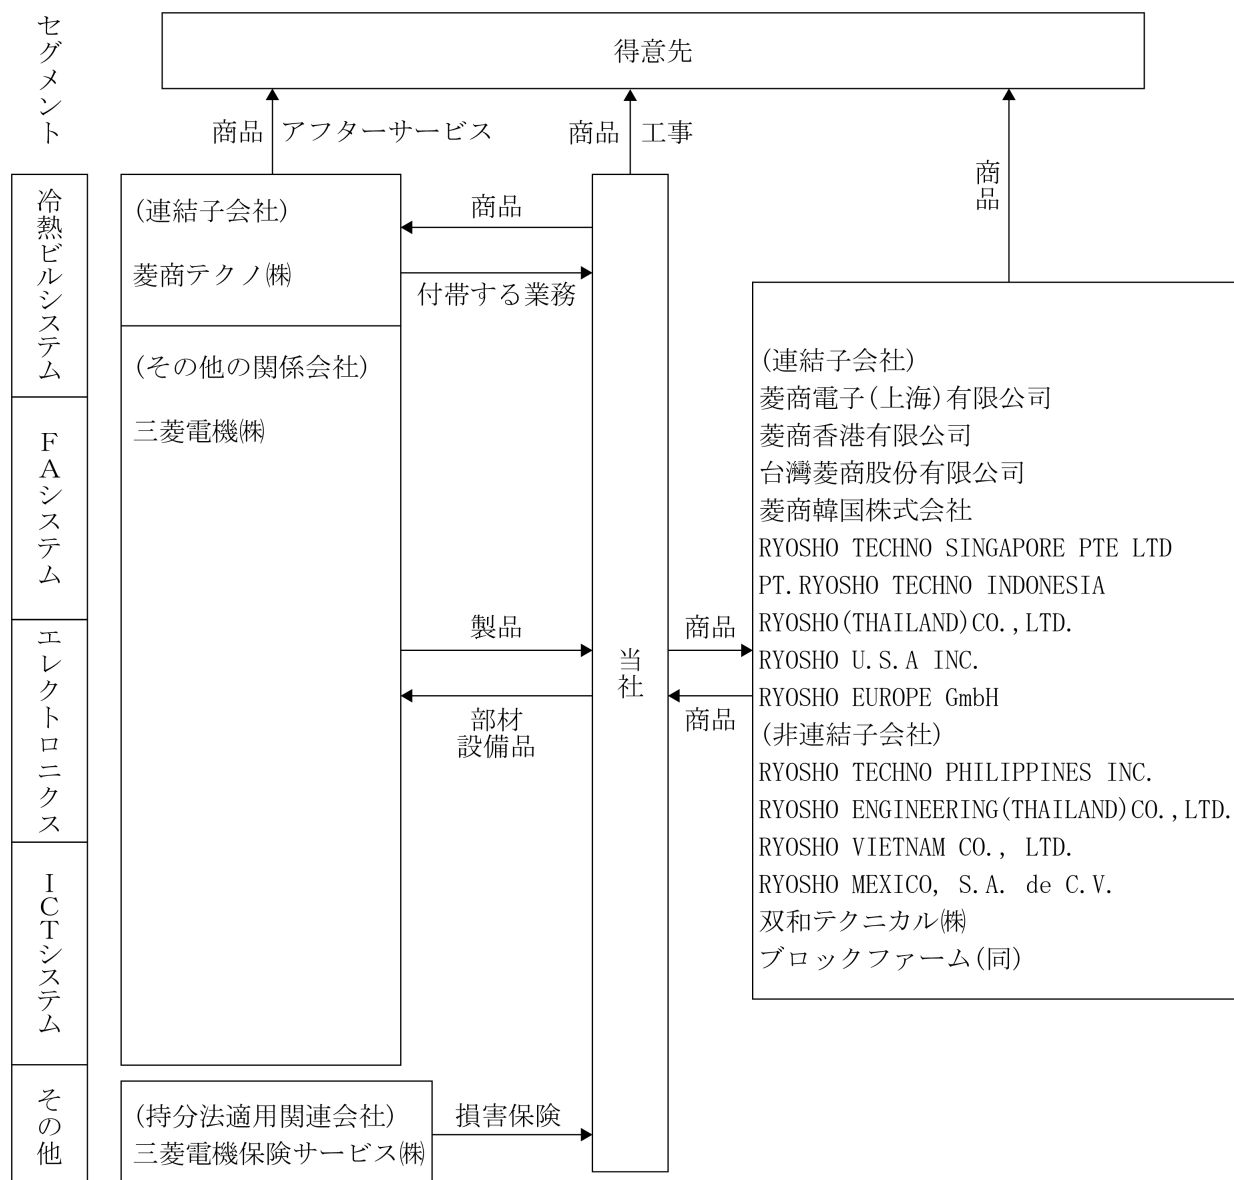 セグメント
得意先
商品
アフターサービス
商品
工事
商品
冷熱ビルシステム
FAシステム
エレクトロニクス
ICTシステム
その他
(連結子会社)
菱商テクノ㈱
商品
付帯する業務
(その他の関係会社)
三菱電機㈱
製品
部材
設備品
当社
商品
商品
(連結子会社)
菱商電子(上海)有限公司
菱商香港有限公司
台灣菱商股份有限公司
菱商韓国株式会社
RYOSHO TECHNO SINGAPORE PTE LTD
PT.RYOSHO TECHNO INDONESIA
RYOSHO(THAILAND)CO.,LTD.
RYOSHO U.S.A INC.
RYOSHO EUROPE GmbH
(非連結子会社)
RYOSHO TECHNO PHILIPPINES INC.
RYOSHO ENGINEERING(THAILAND)CO.,LTD.
RYOSHO VIETNAM CO., LTD.
RYOSHO MEXICO, S.A. de C.V.
双和テクニカル㈱
ブロックファーム(同)
(持分法適用関連会社)
三菱電機保険サービス㈱
損害保険